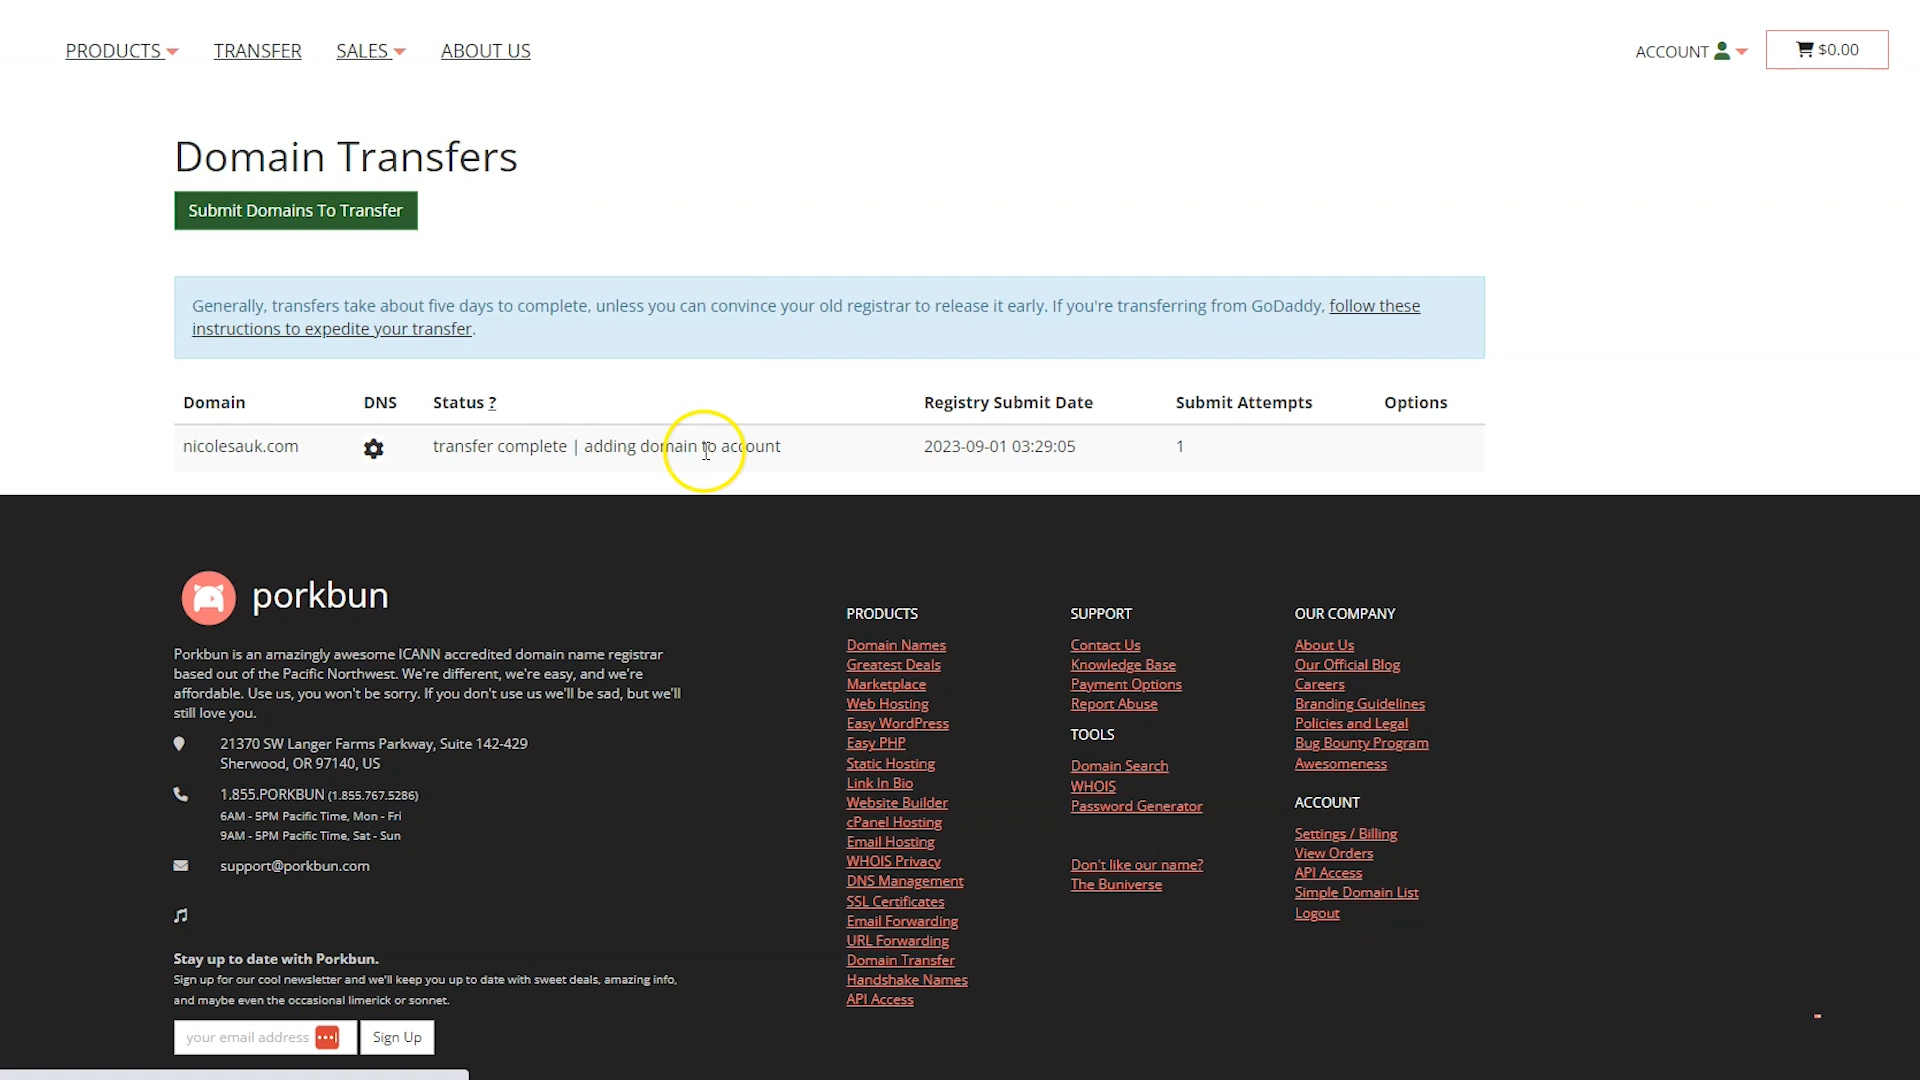 PRODUCTS
TRANSFER
SALES
ABOUT US
ACCOUNT
$0.00
Domain Transfers
Submit Domains To Transfer
Generally, transfers take about five days to complete, unless you can convince your old registrar to release it early. If you're transferring from GoDaddy, follow these
instructions to expedite your transfer.
Domain DNS Status ? Registry Submit Date Submit Attempts Options
nicolesauk.com transfer complete | adding domain to account 2023-09-01 03:29:05 1
porkbun
Porkbun is an amazingly awesome ICANN accredited domain name registrar
based out of the Pacific Northwest. We're different, we're easy, and we're
affordable. Use us, you won't be sorry. If you don't use us we'll be sad, but we'll
still love you.
21370 SW Langer Farms Parkway, Suite 142-429
Sherwood, OR 97140, US
1.855.PORKBUN (1.855.767.5286)
6AM - 5PM Pacific Time, Mon - Fri
9AM - 5PM Pacific Time, Sat - Sun
support@porkbun.com
Stay up to date with Porkbun.
Sign up for our cool newsletter and we'll keep you up to date with sweet deals, amazing info,
and maybe even the occasional limerick or sonnet.
your email address
Sign Up
PRODUCTS
Domain Names
Greatest Deals
Marketplace
Web Hosting
Easy WordPress
Easy PHP
Static Hosting
Link In Bio
Website Builder
cPanel Hosting
Email Hosting
WHOIS Privacy
DNS Management
SSL Certificates
Email Forwarding
URL Forwarding
Domain Transfer
Handshake Names
API Access
SUPPORT
Contact Us
Knowledge Base
Payment Options
Report Abuse
TOOLS
Domain Search
WHOIS
Password Generator
Don't like our name?
The Buniverse
OUR COMPANY
About Us
Our Official Blog
Careers
Branding Guidelines
Policies and Legal
Bug Bounty Program
Awesomeness
ACCOUNT
Settings / Billing
View Orders
API Access
Simple Domain List
Logout